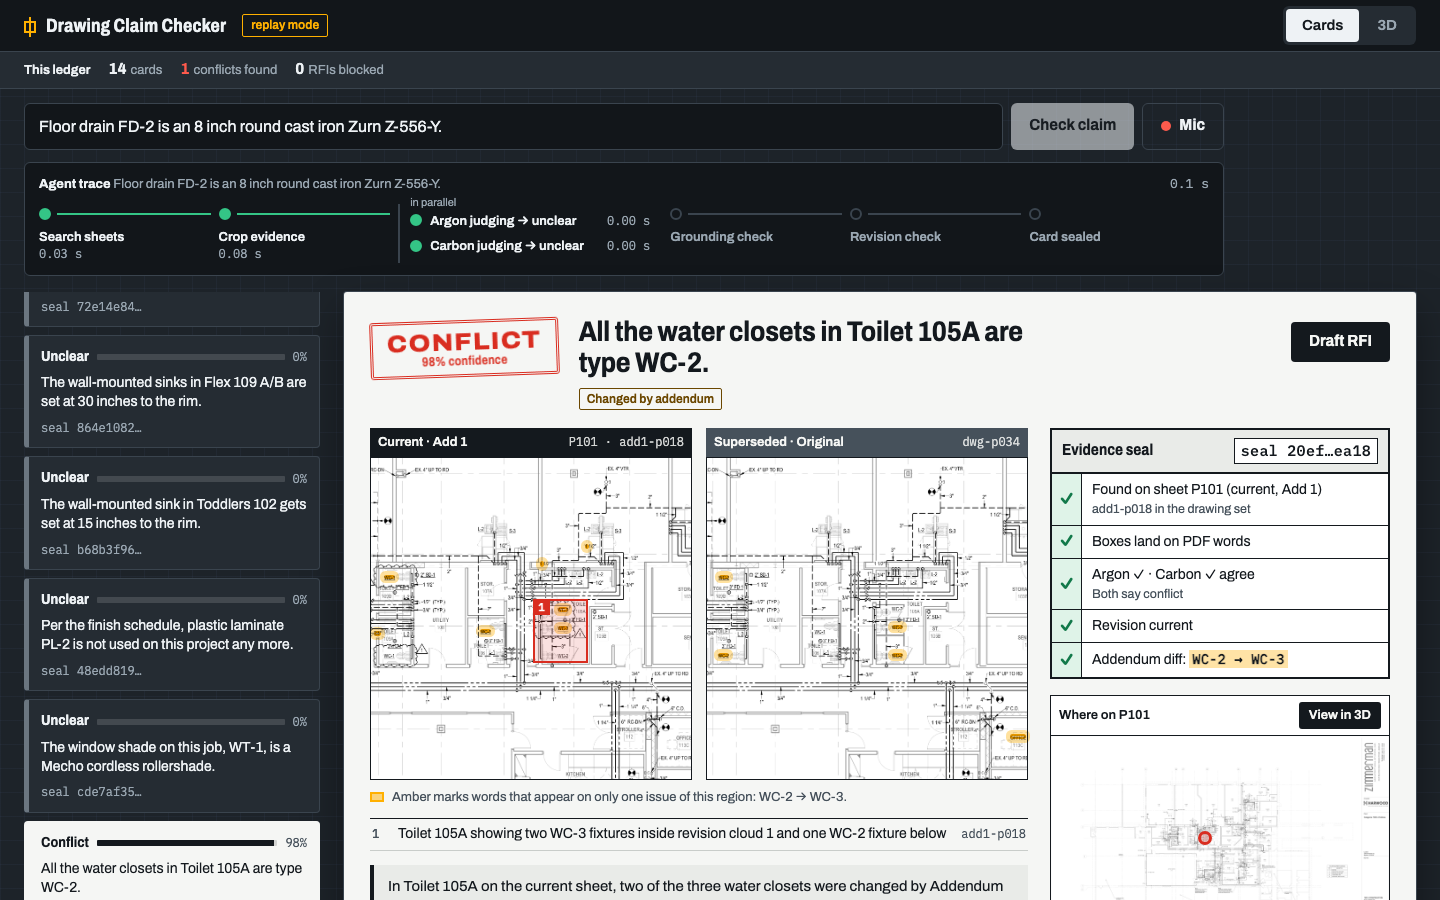 Drawing Claim Checker
replay mode
Cards
3D
This ledger
14 cards
1 conflicts found
0 RFIs blocked
Floor drain FD-2 is an 8 inch round cast iron Zurn Z-556-Y.
Check claim
Mic
Agent trace Floor drain FD-2 is an 8 inch round cast iron Zurn Z-556-Y.
0.1 s
Search sheets
0.03 s
Crop evidence
0.08 s
in parallel
Argon judging → unclear 0.00 s
Carbon judging → unclear 0.00 s
Grounding check
Revision check
Card sealed
seal 72e14e84…
Unclear 0%
The wall-mounted sinks in Flex 109 A/B are
set at 30 inches to the rim.
seal 864e1082…
Unclear 0%
The wall-mounted sink in Toddlers 102 gets
set at 15 inches to the rim.
seal b68b3f96…
Unclear 0%
Per the finish schedule, plastic laminate
PL-2 is not used on this project any more.
seal 48edd819…
Unclear 0%
The window shade on this job, WT-1, is a
Mecho cordless rollershade.
seal cde7af35…
Conflict 98%
All the water closets in Toilet 105A are type
WC-2.
CONFLICT
98% confidence
All the water closets in Toilet 105A are
type WC-2.
Changed by addendum
Draft RFI
Current · Add 1
P101 · add1-p018
Superseded · Original
dwg-p034
1
KITCHEN
KITCHEN
Amber marks words that appear on only one issue of this region: WC-2 → WC-3.
1 Toilet 105A showing two WC-3 fixtures inside revision cloud 1 and one WC-2 fixture below add1-p018
In Toilet 105A on the current sheet, two of the three water closets were changed by Addendum
Evidence seal
seal 20ef…ea18
Found on sheet P101 (current, Add 1)
add1-p018 in the drawing set
Boxes land on PDF words
Argon ✓ · Carbon ✓ agree
Both say conflict
Revision current
Addendum diff: WC-2 → WC-3
Where on P101
View in 3D
zimmerman